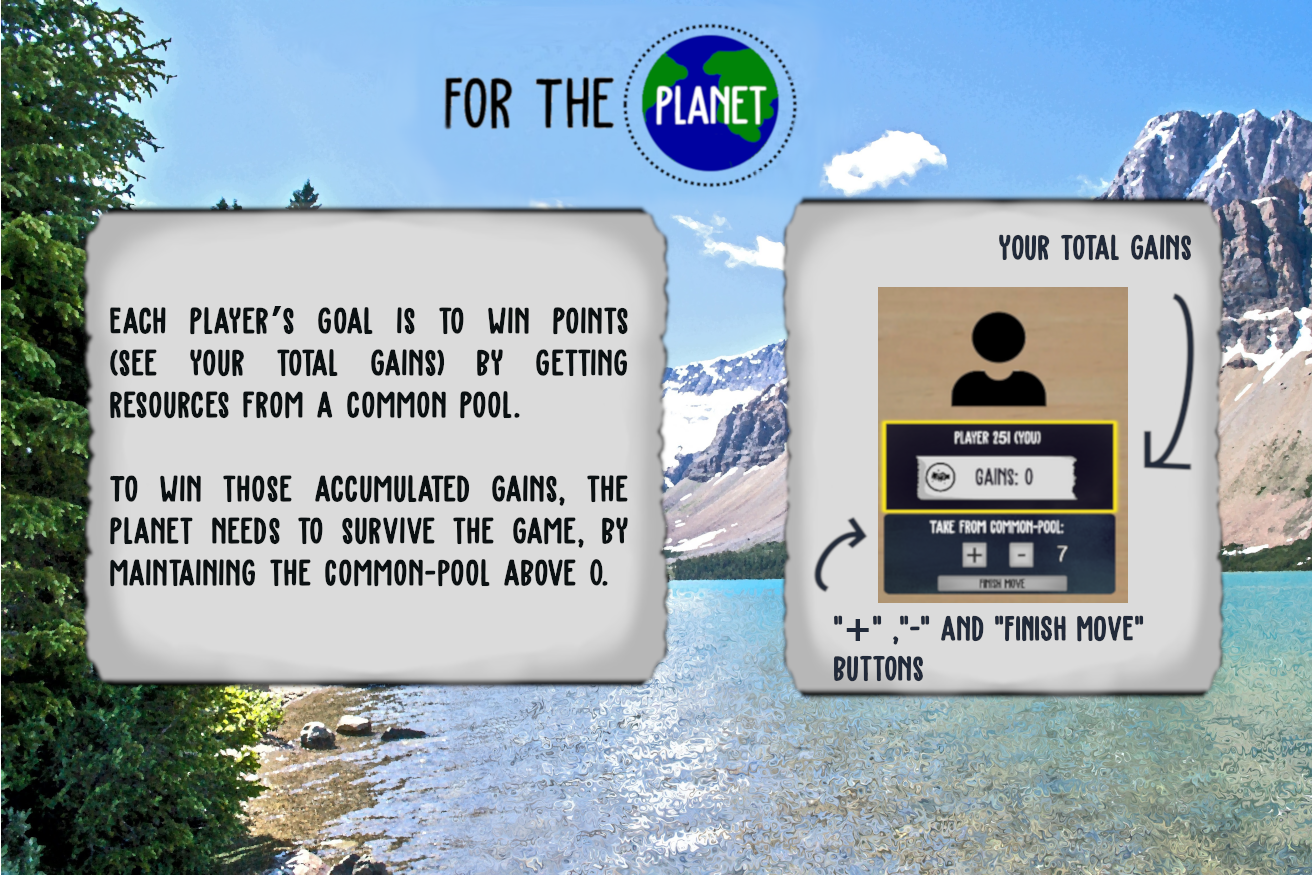 FOR THE PLANET
EACH PLAYER'S GOAL IS TO WIN POINTS
(SEE YOUR TOTAL GAINS) BY GETTING
RESOURCES FROM A COMMON POOL.
TO WIN THOSE ACCUMULATED GAINS, THE
PLANET NEEDS TO SURVIVE THE GAME, BY
MAINTAINING THE COMMON-POOL ABOVE 0.
YOUR TOTAL GAINS
PLAYER 251 (YOU)
GAINS: 0
TAKE FROM COMMON-POOL:
+ - 7
FINISH MOVE
"+" ,"-" AND "FINISH MOVE"
BUTTONS